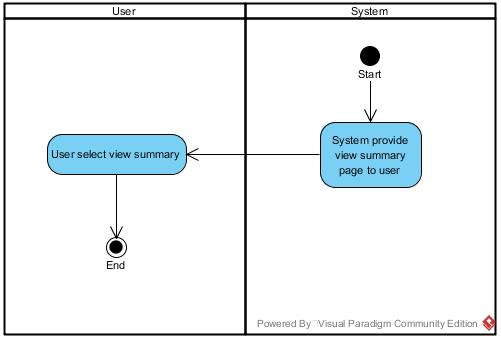 User
System
Start
System provide
view summary
page to user
User select view summary
End
Powered By Visual Paradigm Community Edition